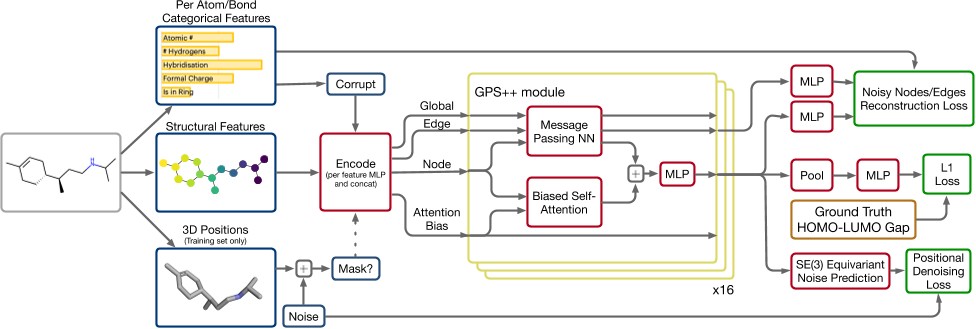 Per Atom/Bond
Categorical Features
Atomic #
# Hydrogens
Hybridisation
Formal Charge
Is in Ring
Corrupt
Structural Features
N
H
3D Positions
(Training set only)
Encode
(per feature MLP
and concat)
Mask?
+
Noise
Global
Edge
Node
Attention
Bias
GPS++ module
Message
Passing NN
Biased Self-
Attention
+
MLP
x16
MLP
MLP
Noisy Nodes/Edges
Reconstruction Loss
Pool
MLP
L1
Loss
Ground Truth
HOMO-LUMO Gap
SE(3) Equivariant
Noise Prediction
Positional
Denoising
Loss